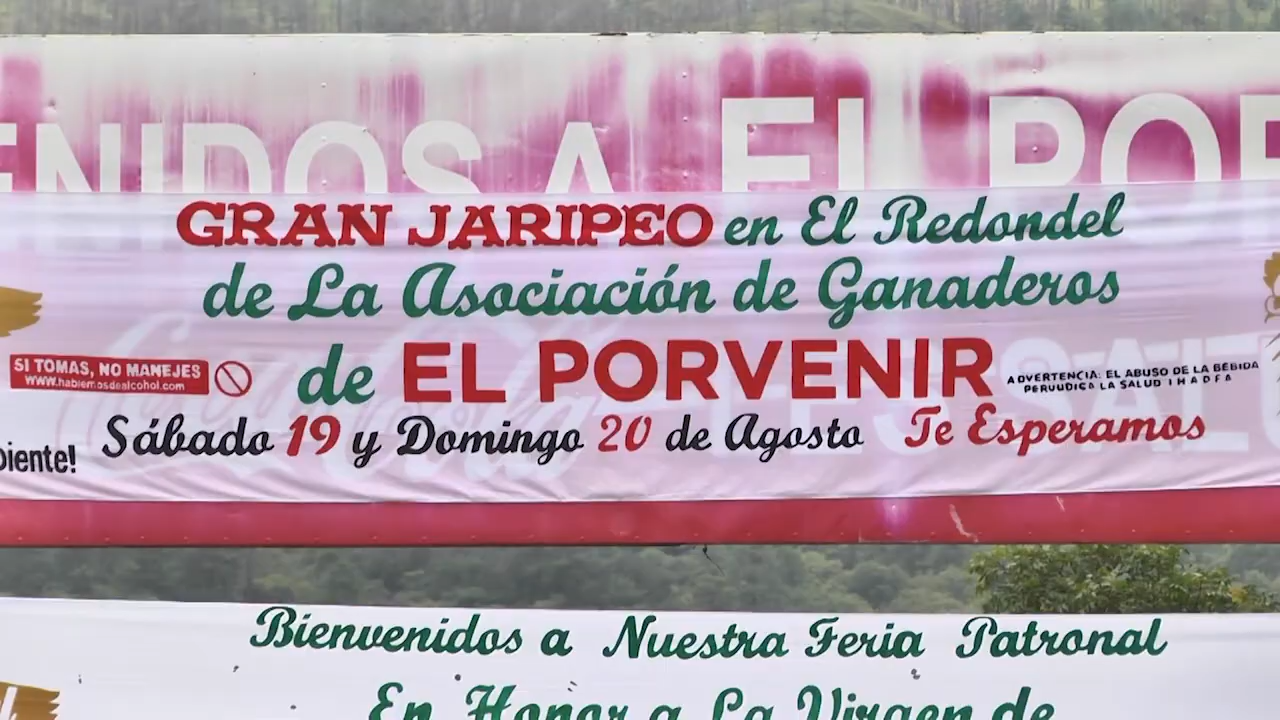 ENIDOS A EL POR
GRAN JARIPEO en El Redondel
de La Asociación de Ganaderos
de EL PORVENIR
SI TOMAS, NO MANEJES
www.hablemosdealcohol.com
ADVERTENCIA: EL ABUSO DE LA BEBIDA
PERJUDICA LA SALUD IHADFA
Sábado 19 y Domingo 20 de Agosto Te Esperamos
biente!
Bienvenidos a Nuestra Feria Patronal
En Honor a La Virgen de